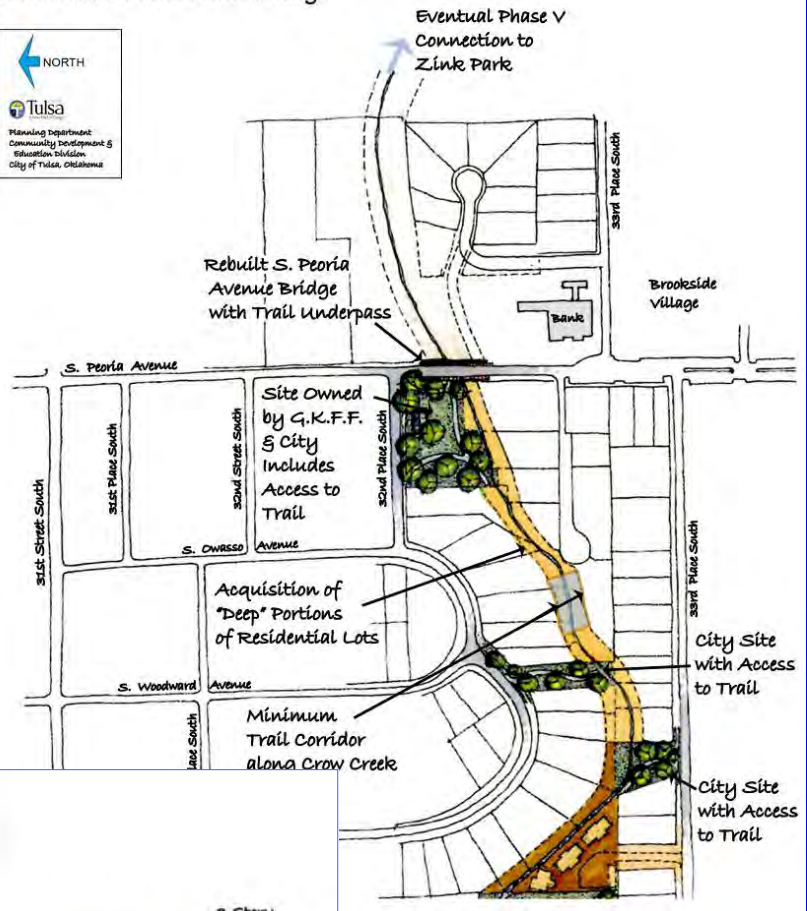 Eventual Phase V
Connection to
Zink Park
NORTH
Tulsa
Planning Department
Community Development &
Education Division
City of Tulsa, Oklahoma
33rd Place South
Rebuilt S. Peoria
Avenue Bridge
with Trail Underpass
Bank
Brookside
Village
S. Peoria Avenue
31st Street South
31st Place South
32nd Street South
Site Owned
by G.K.F.F.
& City
Includes
Access to
Trail
32nd Place South
S. Owasso Avenue
33rd Place South
Acquisition of
"Deep" Portions
of Residential Lots
City Site
with Access
to Trail
S. Woodward Avenue
Place South
Minimum
Trail Corridor
along Crow Creek
City Site
with Access
to Trail